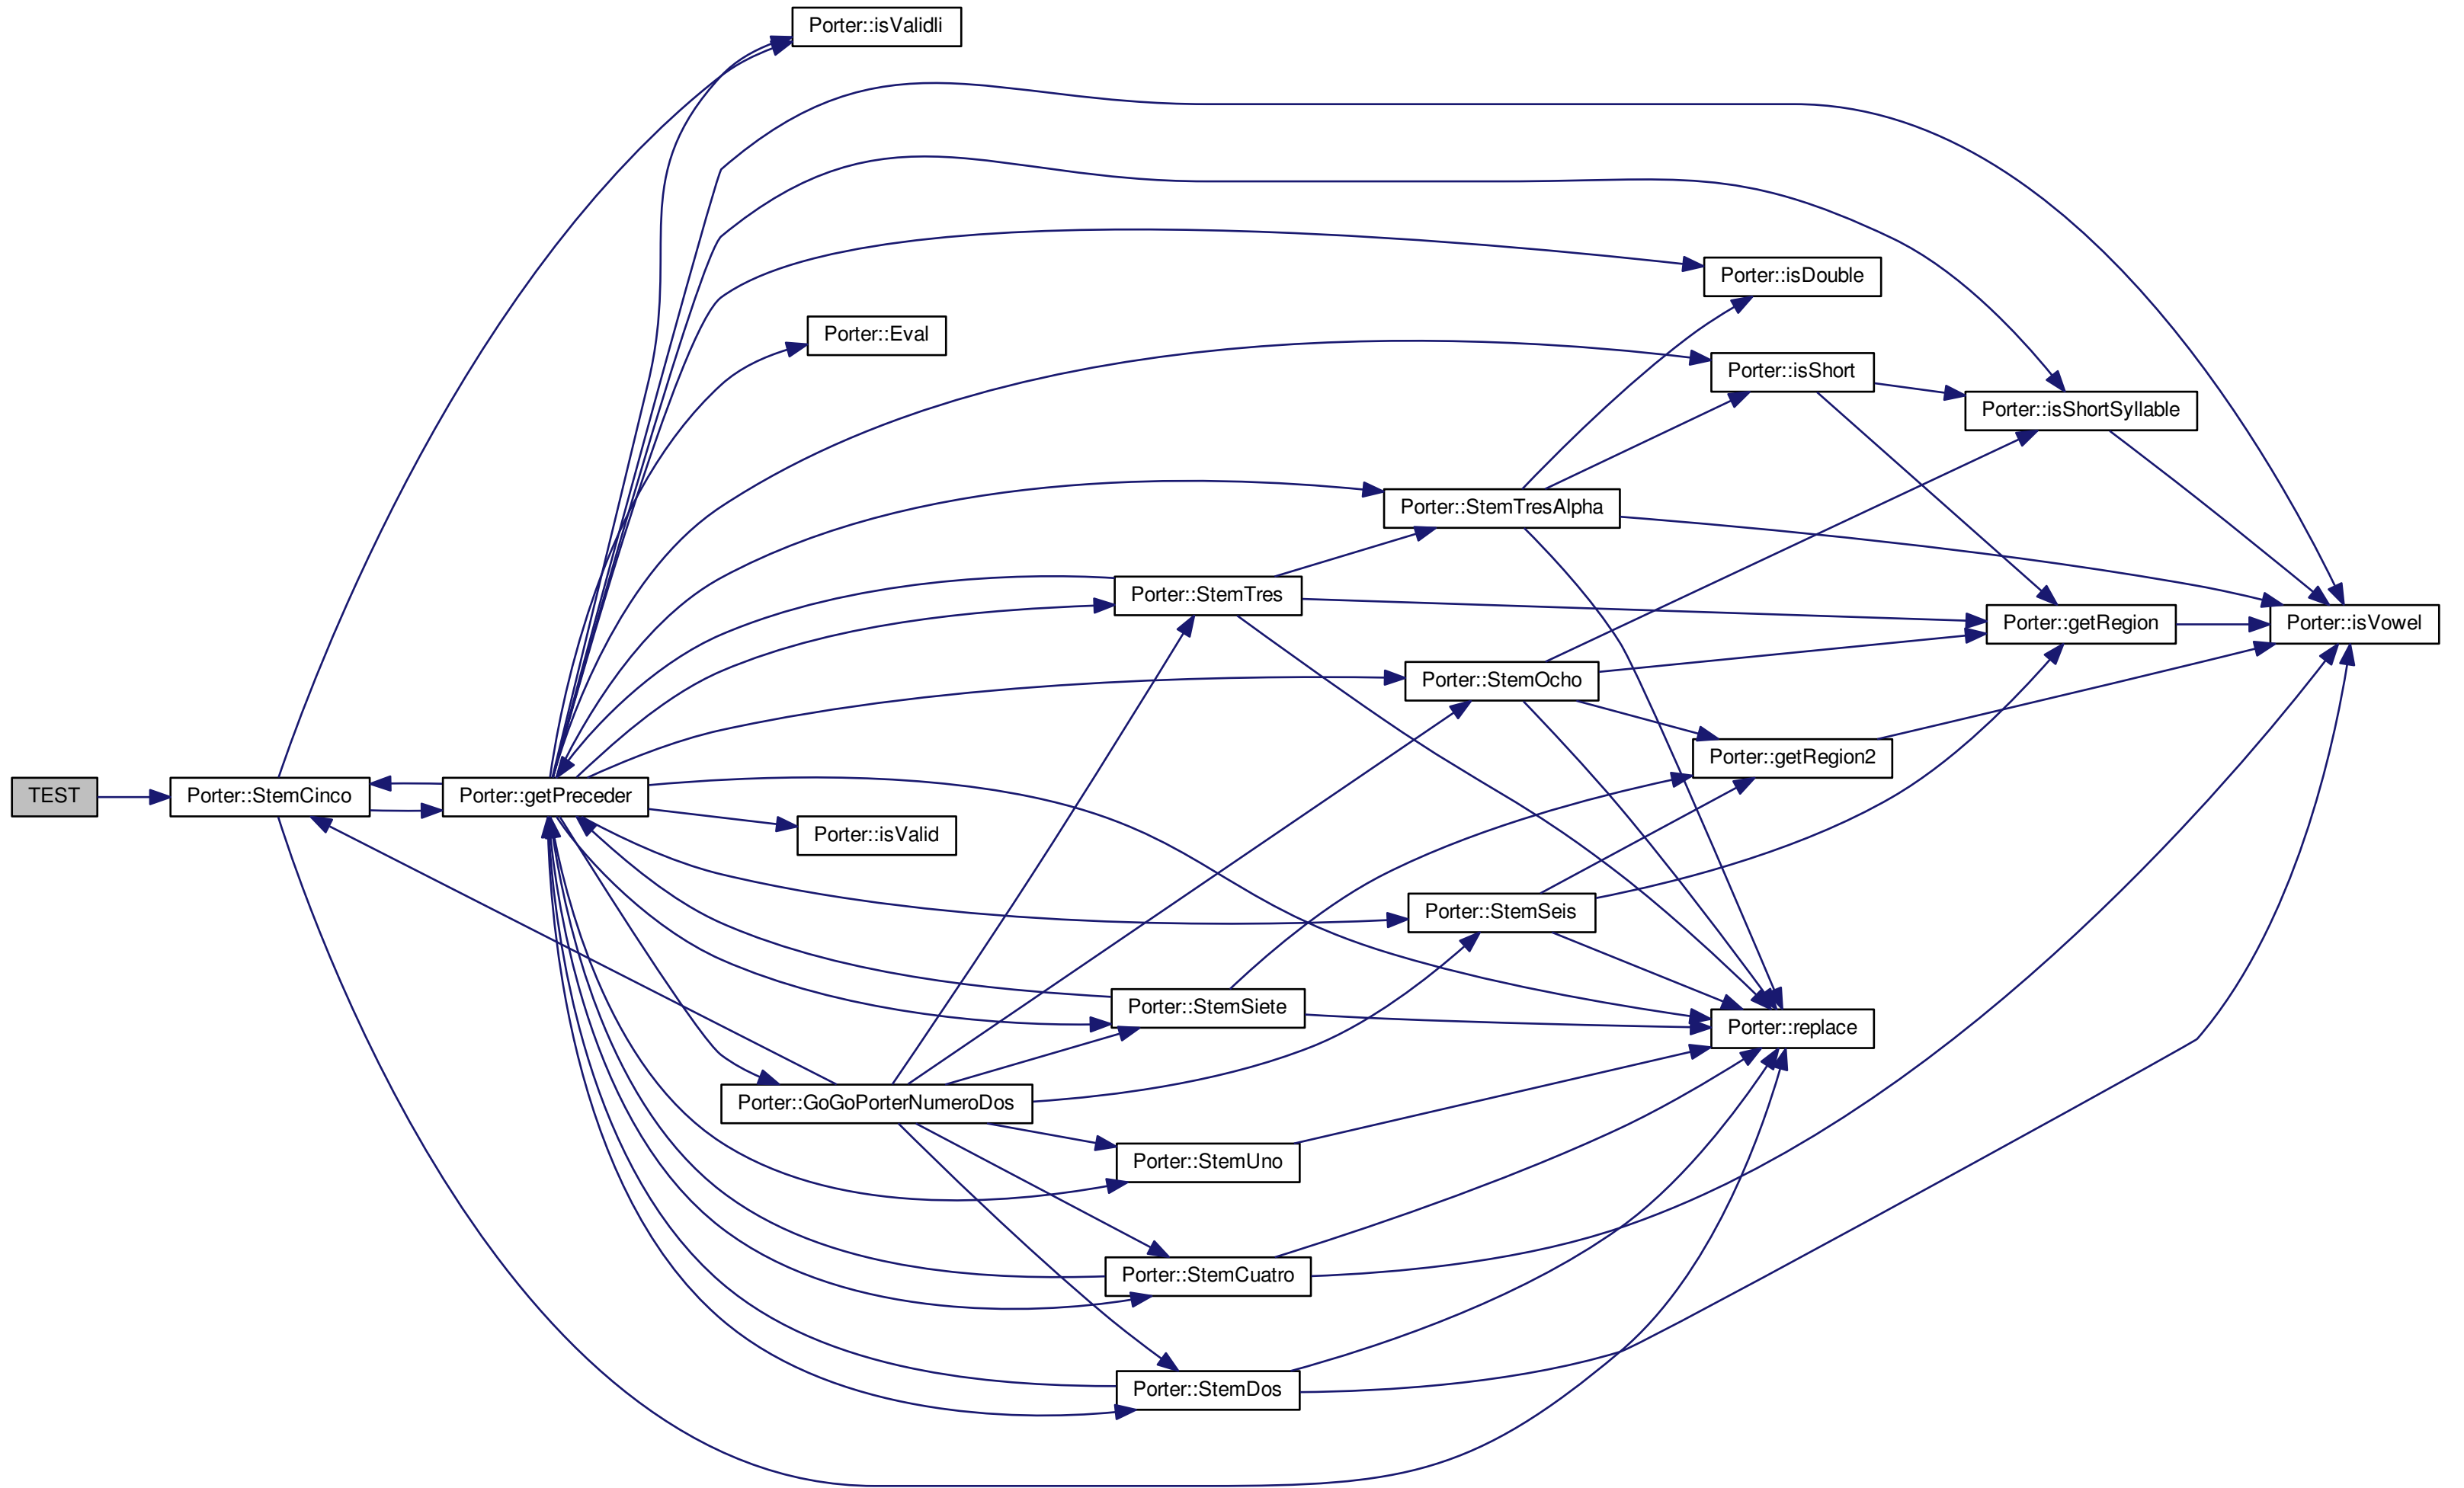 Porter::isValidli
Porter::isDouble
Porter::Eval
Porter::isShort
Porter::isShortSyllable
Porter::StemTresAlpha
Porter::StemTres
Porter::getRegion
Porter::isVowel
Porter::StemOcho
Porter::getRegion2
TEST
Porter::StemCinco
Porter::getPreceder
Porter::isValid
Porter::StemSeis
Porter::StemSiete
Porter::replace
Porter::GoGoPorterNumeroDos
Porter::StemUno
Porter::StemCuatro
Porter::StemDos